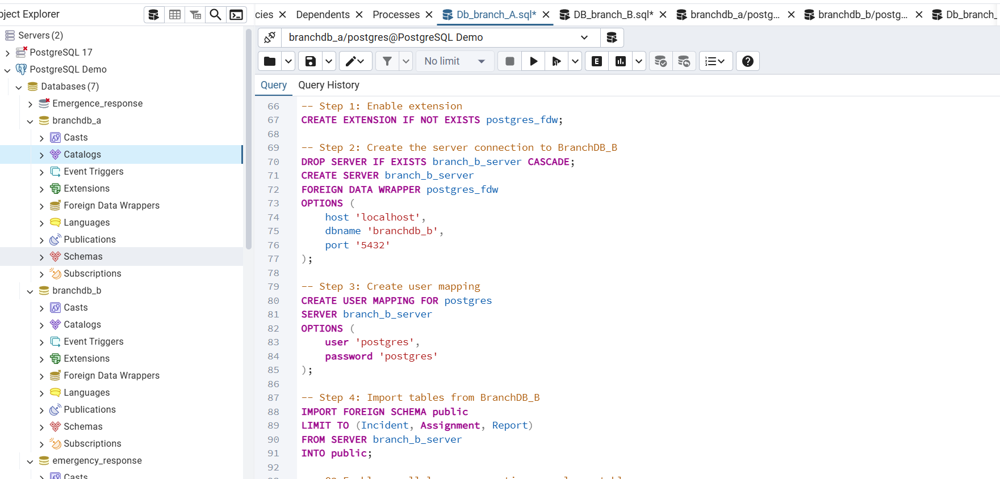 bject Explorer
cies
Dependents
Processes
Db_branch_A.sql*
DB_branch_B.sql*
branchdb_a/postg...
branchdb_b/postg...
Db_branch_
Servers (2)
PostgreSQL 17
PostgreSQL Demo
Databases (7)
Emergence_response
branchdb_a
Casts
Catalogs
Event Triggers
Extensions
Foreign Data Wrappers
Languages
Publications
Schemas
Subscriptions
branchdb_b
Casts
Catalogs
Event Triggers
Extensions
Foreign Data Wrappers
Languages
Publications
Schemas
Subscriptions
emergency_response
Casts
branchdb_a/postgres@PostgreSQL Demo
No limit
E
Query Query History
66 -- Step 1: Enable extension
67 CREATE EXTENSION IF NOT EXISTS postgres_fdw;
68
69 -- Step 2: Create the server connection to BranchDB_B
70 DROP SERVER IF EXISTS branch_b_server CASCADE;
71 CREATE SERVER branch_b_server
72 FOREIGN DATA WRAPPER postgres_fdw
73 OPTIONS (
74 host 'localhost',
75 dbname 'branchdb_b',
76 port '5432'
77 );
78
79 -- Step 3: Create user mapping
80 CREATE USER MAPPING FOR postgres
81 SERVER branch_b_server
82 OPTIONS (
83 user 'postgres',
84 password 'postgres'
85 );
86
87 -- Step 4: Import tables from BranchDB_B
88 IMPORT FOREIGN SCHEMA public
89 LIMIT TO (Incident, Assignment, Report)
90 FROM SERVER branch_b_server
91 INTO public;
92